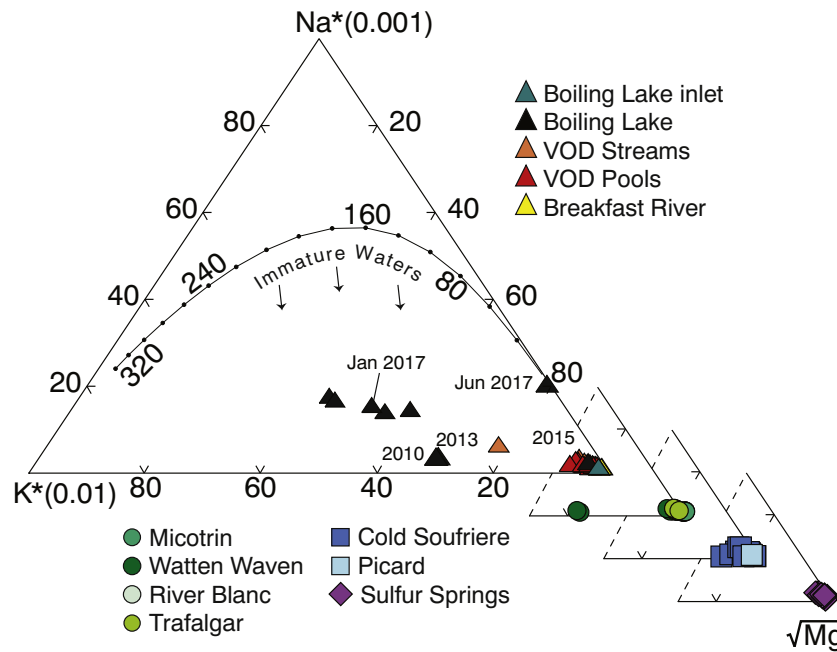 Na*(0.001)
Boiling Lake inlet
Boiling Lake
VOD Streams
VOD Pools
Breakfast River
80
20
60
40
160
Immature Waters
240
80
40
60
320
20
80
Jan 2017
Jun 2017
2010
2013
2015
K*(0.01)
80
60
40
20
Micotrin
Watten Waven
River Blanc
Trafalgar
Cold Soufriere
Picard
Sulfur Springs
√Mg